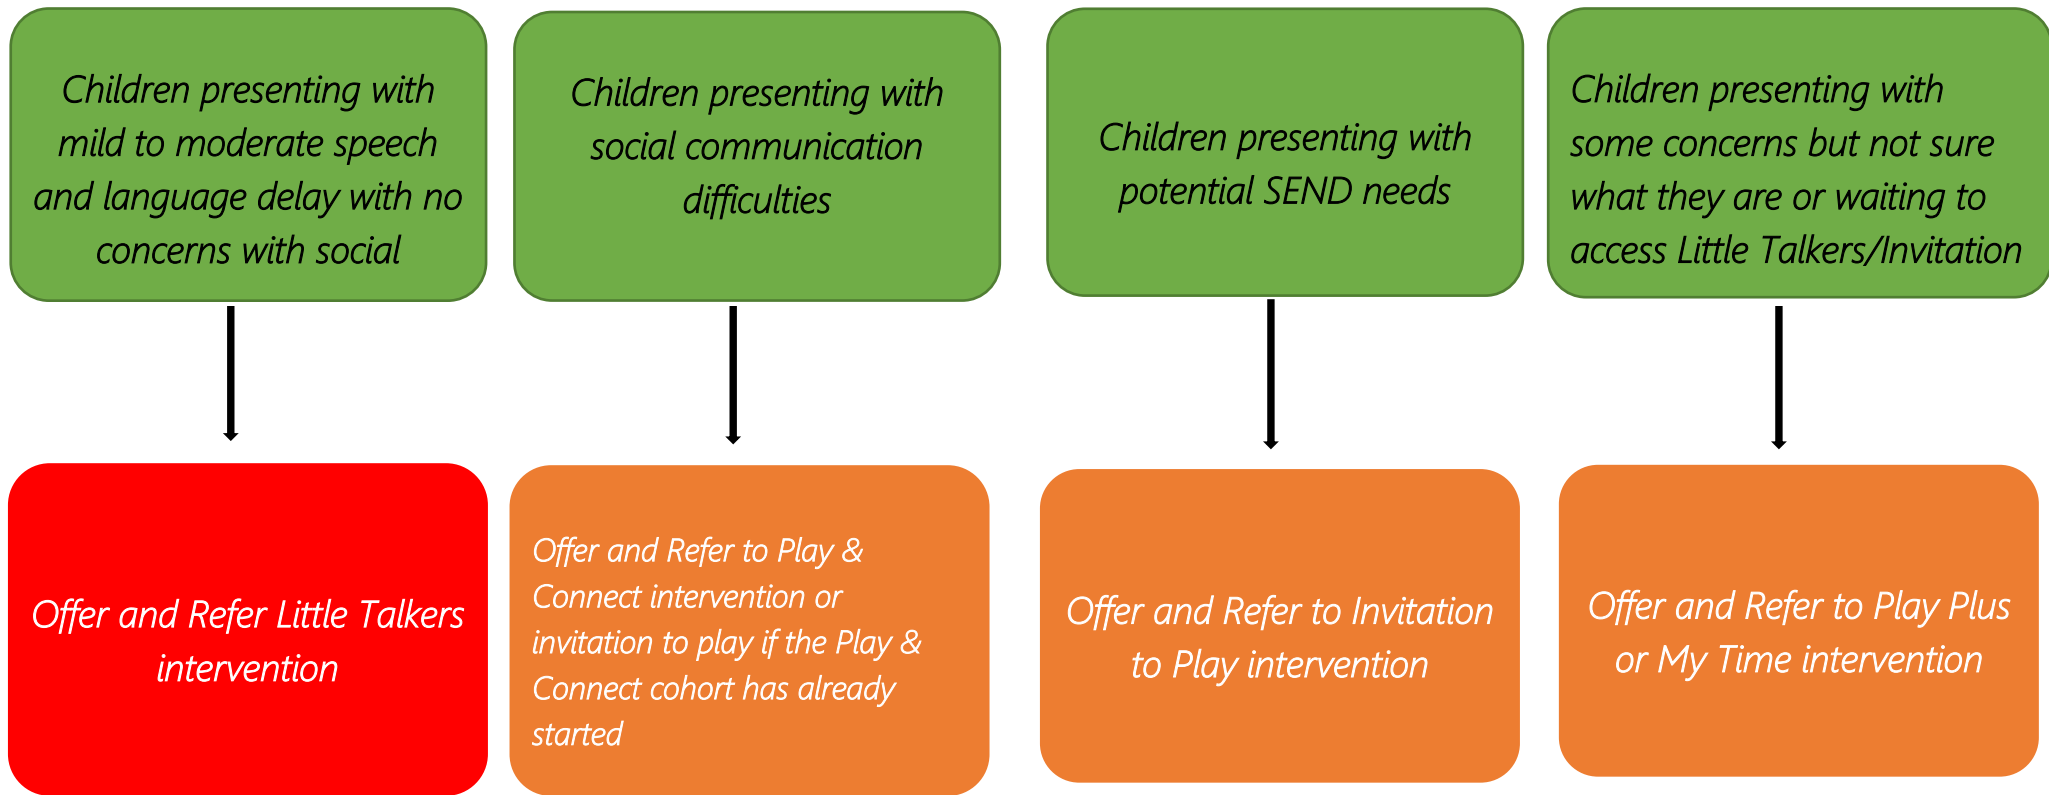 Children presenting with
mild to moderate speech
and language delay with no
concerns with social
Children presenting with
social communication
difficulties
Children presenting with
potential SEND needs
Children presenting with
some concerns but not sure
what they are or waiting to
access Little Talkers/Invitation
Offer and Refer Little Talkers
intervention
Offer and Refer to Play &
Connect intervention or
invitation to play if the Play &
Connect cohort has already
started
Offer and Refer to Invitation
to Play intervention
Offer and Refer to Play Plus
or My Time intervention